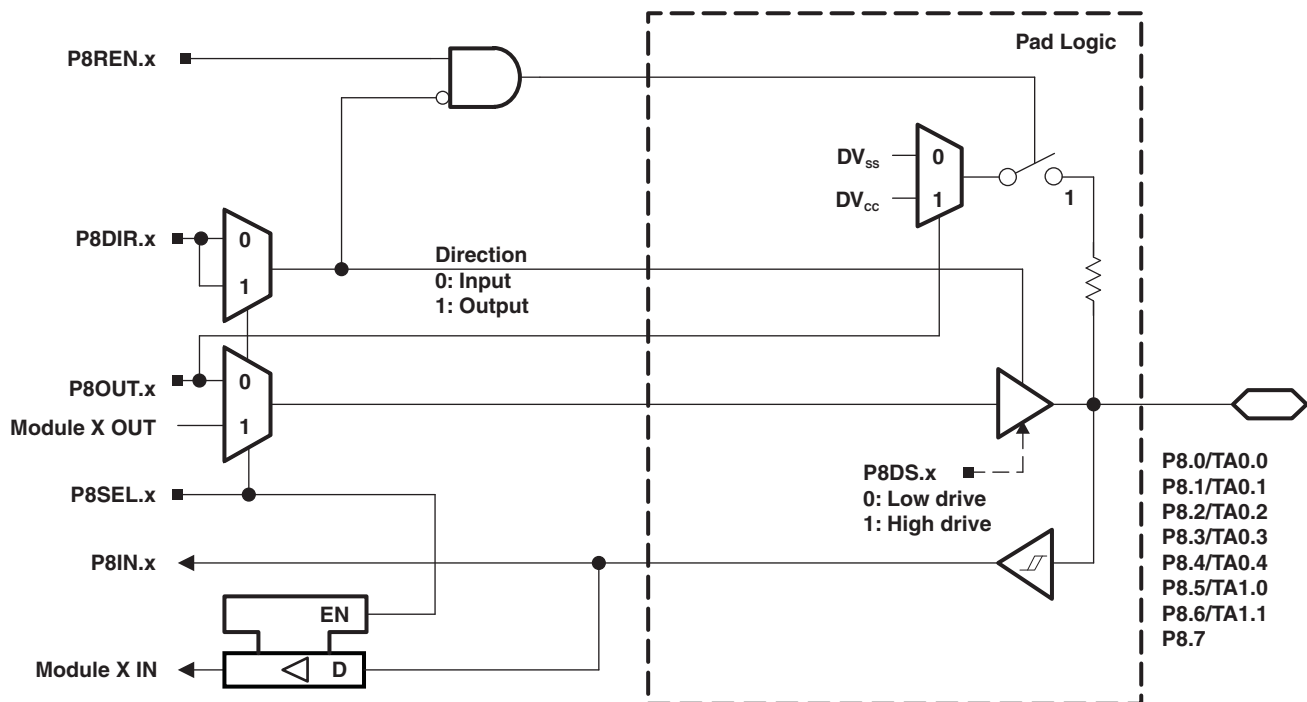 Pad Logic
P8REN.x
DVSS
0
DVCC
1
1
P8DIR.x
0
1
Direction
0: Input
1: Output
P8OUT.x
0
Module X OUT
1
P8SEL.x
P8DS.x
0: Low drive
1: High drive
P8IN.x
EN
Module X IN
D
P8.0/TA0.0
P8.1/TA0.1
P8.2/TA0.2
P8.3/TA0.3
P8.4/TA0.4
P8.5/TA1.0
P8.6/TA1.1
P8.7